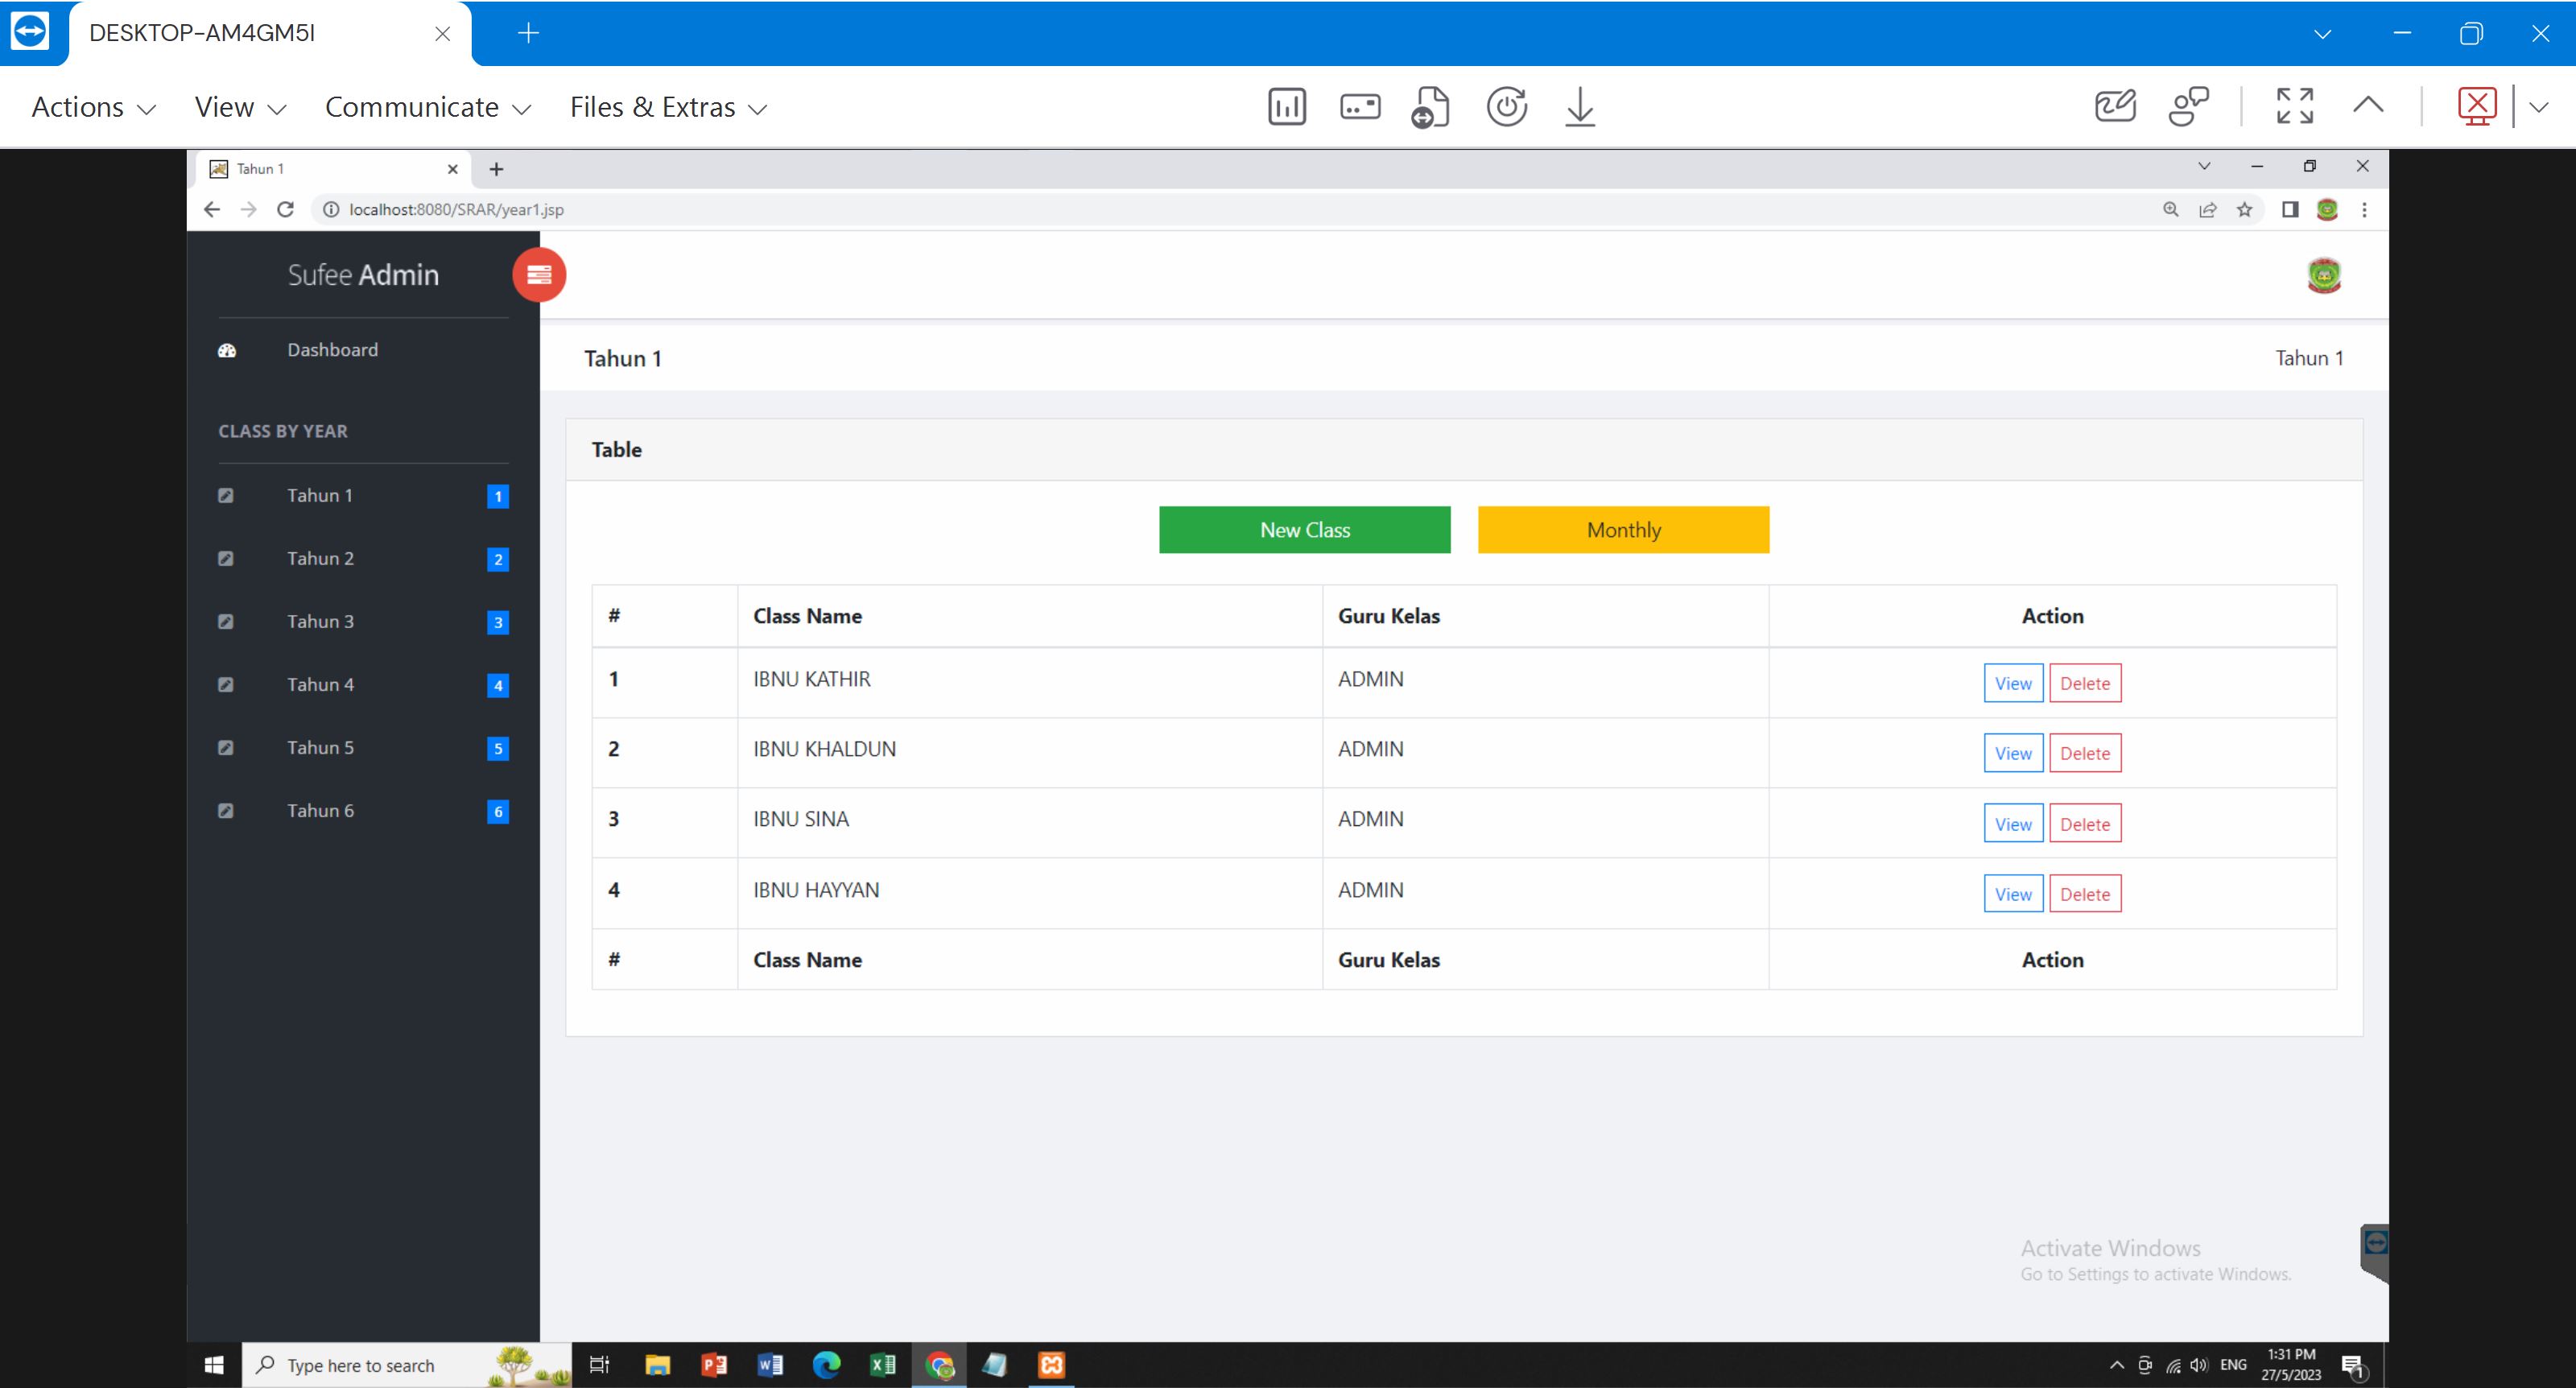 DESKTOP-AM4GM5I
Actions View Communicate Files & Extras
Tahun 1
localhost:8080/SRAR/year1.jsp
Sufee Admin
Dashboard
CLASS BY YEAR
Tahun 1 1
Tahun 2 2
Tahun 3 3
Tahun 4 4
Tahun 5 5
Tahun 6 6
Tahun 1 Tahun 1
Table
New Class Monthly
# Class Name Guru Kelas Action
1 IBNU KATHIR ADMIN View Delete
2 IBNU KHALDUN ADMIN View Delete
3 IBNU SINA ADMIN View Delete
4 IBNU HAYYAN ADMIN View Delete
# Class Name Guru Kelas Action
Activate Windows
Go to Settings to activate Windows.
Type here to search
ENG
1:31 PM
27/5/2023
1